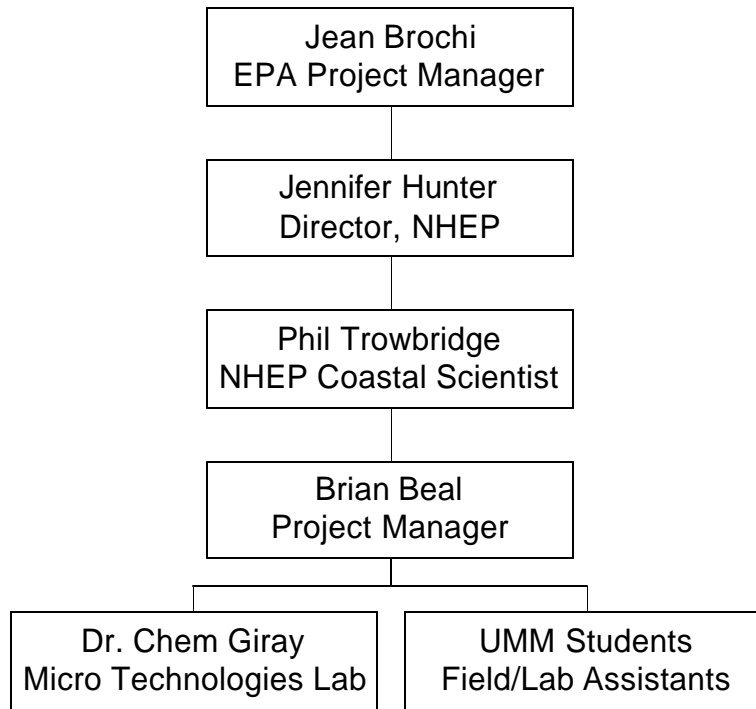 Jean Brochi
EPA Project Manager
Jennifer Hunter
Director, NHEP
Phil Trowbridge
NHEP Coastal Scientist
Brian Beal
Project Manager
Dr. Chem Giray
Micro Technologies Lab
UMM Students
Field/Lab Assistants